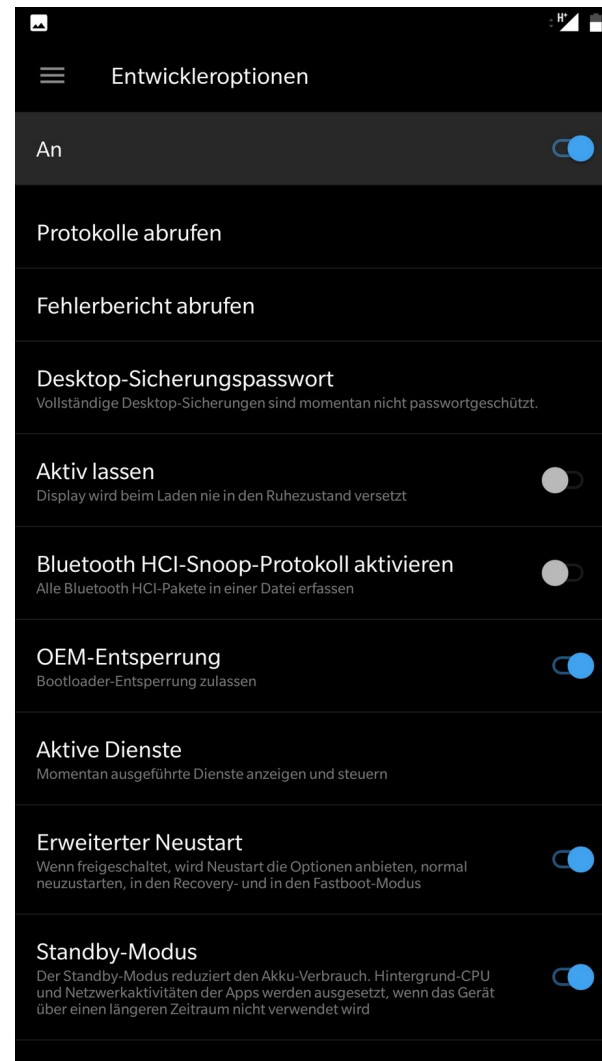 H+
Entwickleroptionen
An
Protokolle abrufen
Fehlerbericht abrufen
Desktop-Sicherungspasswort
Vollständige Desktop-Sicherungen sind momentan nicht passwortgeschützt.
Aktiv lassen
Display wird beim Laden nie in den Ruhezustand versetzt
Bluetooth HCI-Snoop-Protokoll aktivieren
Alle Bluetooth HCI-Pakete in einer Datei erfassen
OEM-Entsperrung
Bootloader-Entsperrung zulassen
Aktive Dienste
Momentan ausgeführte Dienste anzeigen und steuern
Erweiterter Neustart
Wenn freigeschaltet, wird Neustart die Optionen anbieten, normal
neuzustarten, in den Recovery- und in den Fastboot-Modus
Standby-Modus
Der Standby-Modus reduziert den Akku-Verbrauch. Hintergrund-CPU
und Netzwerkaktivitäten der Apps werden ausgesetzt, wenn das Gerät
über einen längeren Zeitraum nicht verwendet wird